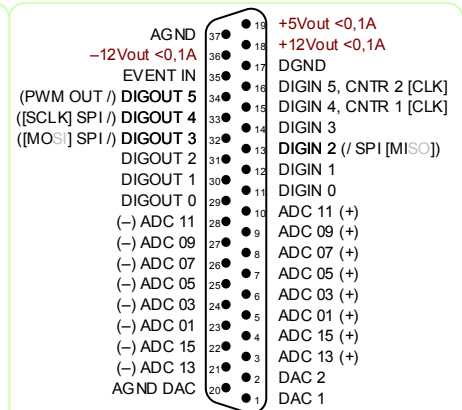 AGND 37 19 +5Vout <0,1A
–12Vout <0,1A 36 18 +12Vout <0,1A
EVENT IN 35 17 DGND
(PWM OUT /) DIGOUT 5 34 16 DIGIN 5, CNTR 2 [CLK]
([SCLK] SPI /) DIGOUT 4 33 15 DIGIN 4, CNTR 1 [CLK]
([MOSI] SPI /) DIGOUT 3 32 14 DIGIN 3
DIGOUT 2 31 13 DIGIN 2 (/ SPI [MISO])
DIGOUT 1 30 12 DIGIN 1
DIGOUT 0 29 11 DIGIN 0
(–) ADC 11 28 10 ADC 11 (+)
(–) ADC 09 27 9 ADC 09 (+)
(–) ADC 07 26 8 ADC 07 (+)
(–) ADC 05 25 7 ADC 05 (+)
(–) ADC 03 24 6 ADC 03 (+)
(–) ADC 01 23 5 ADC 01 (+)
(–) ADC 15 22 4 ADC 15 (+)
(–) ADC 13 21 3 ADC 13 (+)
AGND DAC 20 2 DAC 2
1 DAC 1